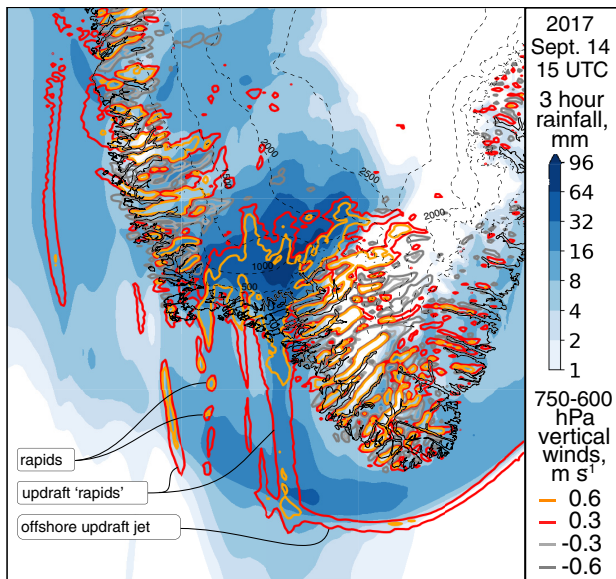 2017
Sept. 14
15 UTC
3 hour
rainfall,
mm
96
64
32
16
8
4
2
1
750-600
hPa
vertical
winds,
m s¹
0.6
0.3
-0.3
-0.6
2500
2000
1000
500
rapids
updraft ‘rapids’
offshore updraft jet